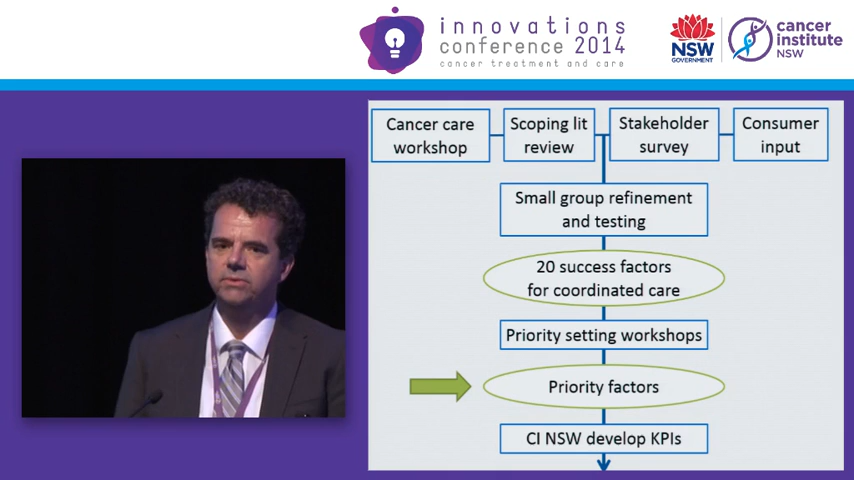 innovations
conference 2014
cancer treatment and care
NSW
GOVERNMENT
cancer
institute
NSW
Cancer care
workshop
Scoping lit
review
Stakeholder
survey
Consumer
input
Small group refinement
and testing
20 success factors
for coordinated care
Priority setting workshops
Priority factors
CI NSW develop KPIs